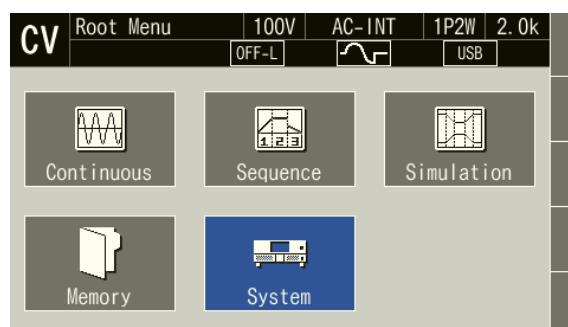 CV Root Menu 100V AC-INT 1P2W 2.0k
OFF-L USB
1 2 3
Continuous Sequence Simulation
Memory System